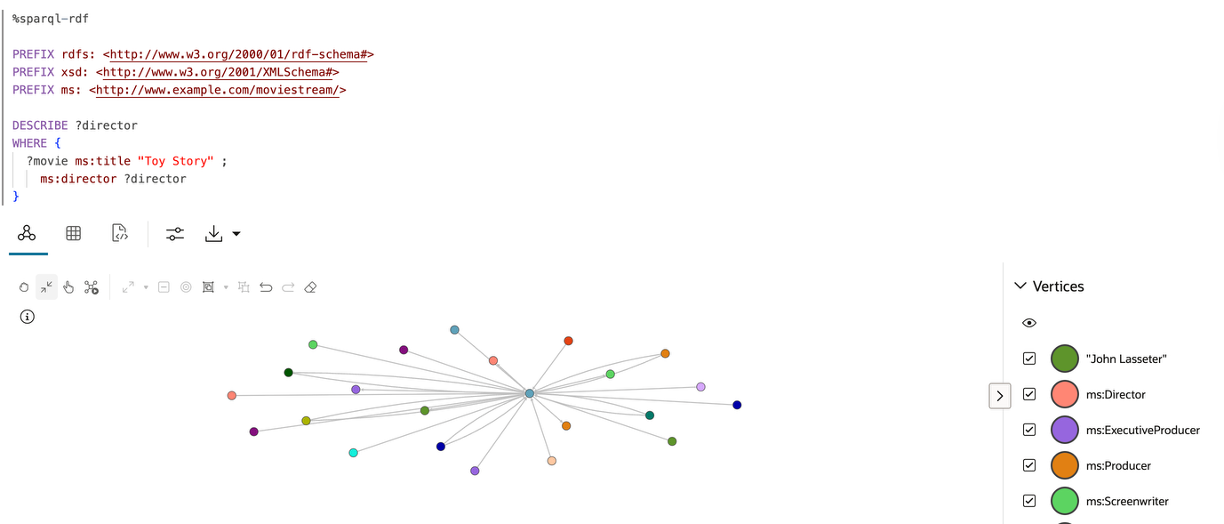 %sparql-rdf
PREFIX rdfs: <http://www.w3.org/2000/01/rdf-schema#>
PREFIX xsd: <http://www.w3.org/2001/XMLSchema#>
PREFIX ms: <http://www.example.com/moviestream/>
DESCRIBE ?director
WHERE {
?movie ms:title "Toy Story" ;
ms:director ?director
}
Vertices
"John Lasseter"
ms:Director
ms:ExecutiveProducer
ms:Producer
ms:Screenwriter